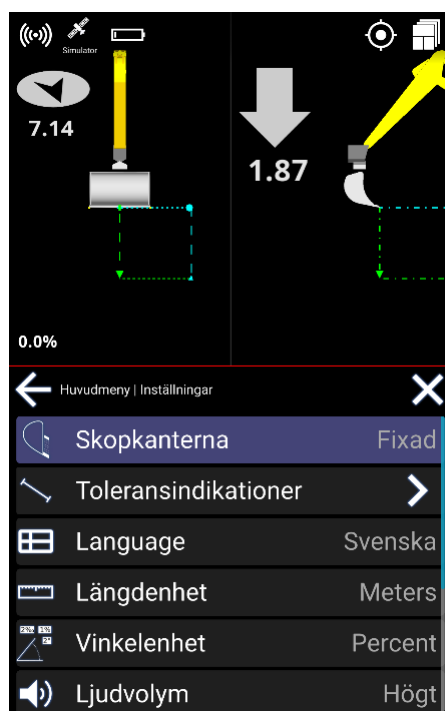 Simulator
7.14
1.87
0.0%
Huvudmeny | Inställningar
Skopkanterna Fixad
Toleransindikationer
Language Svenska
Längdenhet Meters
Vinkelenhet Percent
Ljudvolym Högt